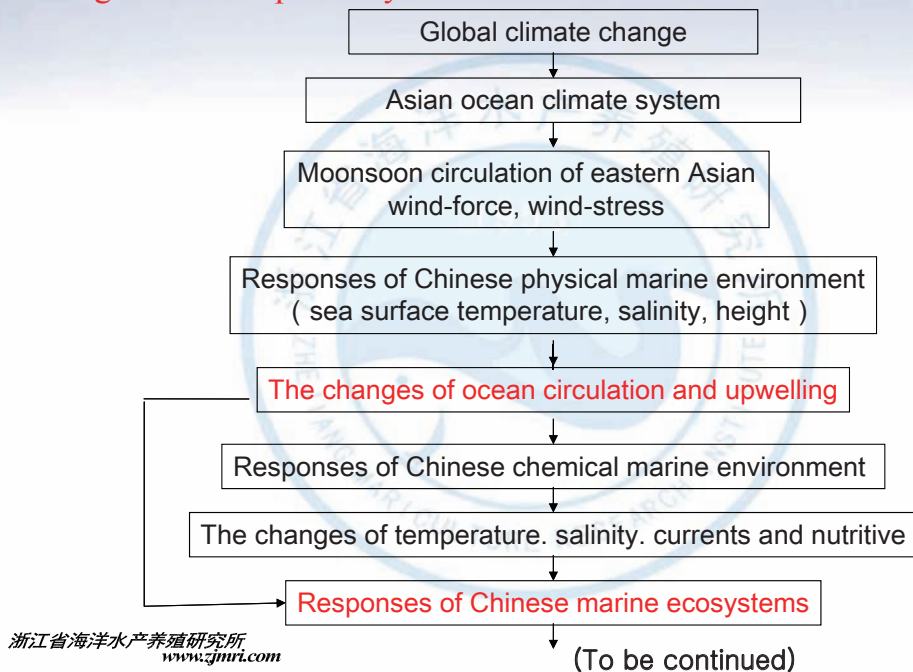 Global climate change
Asian ocean climate system
Moonsoon circulation of eastern Asian
wind-force, wind-stress
Responses of Chinese physical marine environment
( sea surface temperature, salinity, height )
The changes of ocean circulation and upwelling
Responses of Chinese chemical marine environment
The changes of temperature. salinity. currents and nutritive
Responses of Chinese marine ecosystems
(To be continued)
浙江省海洋水产养殖研究所
www.zjmri.com